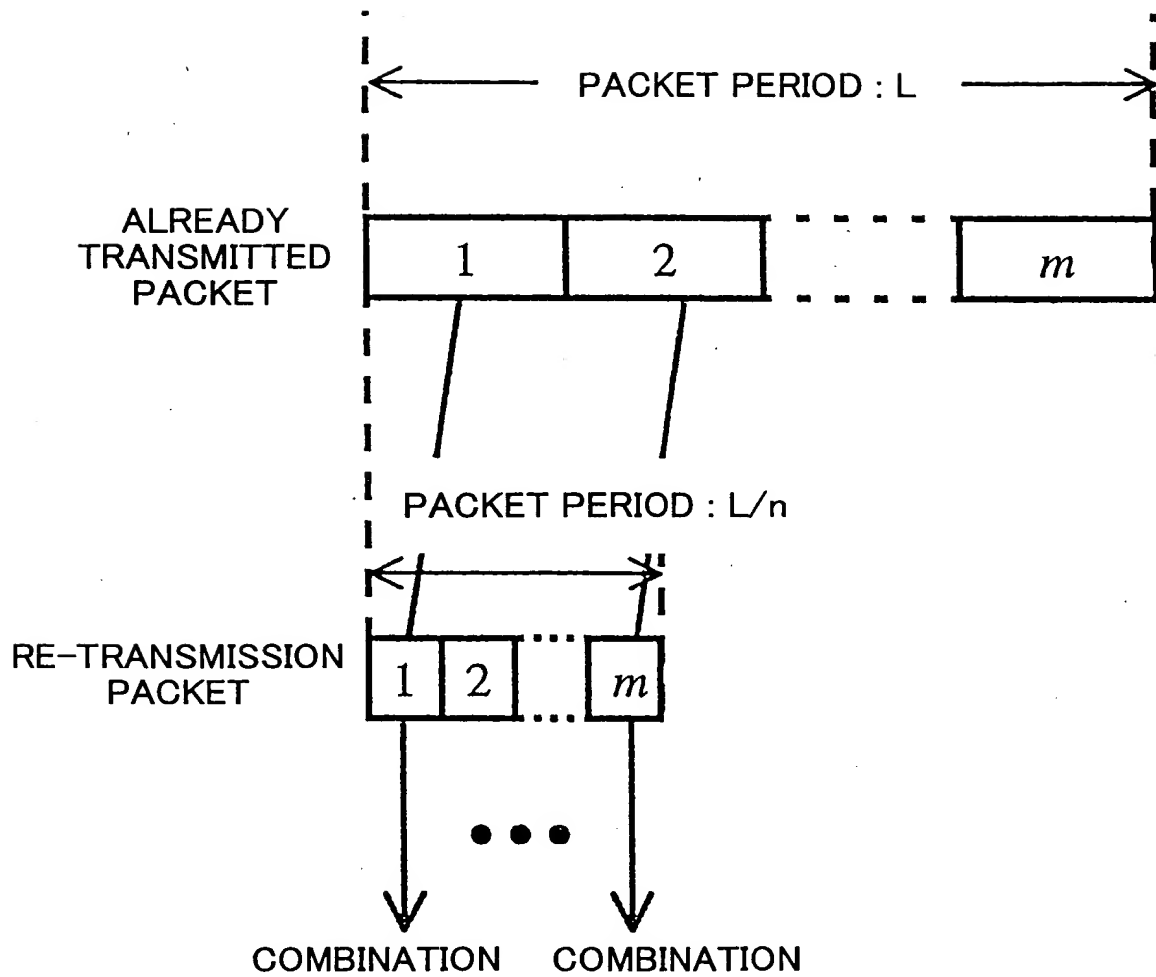 PACKET PERIOD : L
ALREADY
TRANSMITTED
PACKET
1 2 m
PACKET PERIOD : L/n
RE-TRANSMISSION
PACKET
1 2 m
COMBINATION COMBINATION